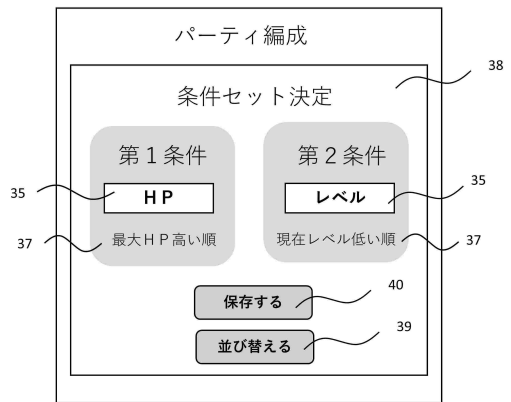 パーティ編成
38
条件セット決定
第１条件
第２条件
35
ＨＰ
レベル
35
37
最大ＨＰ高い順
現在レベル低い順
37
保存する
40
並び替える
39